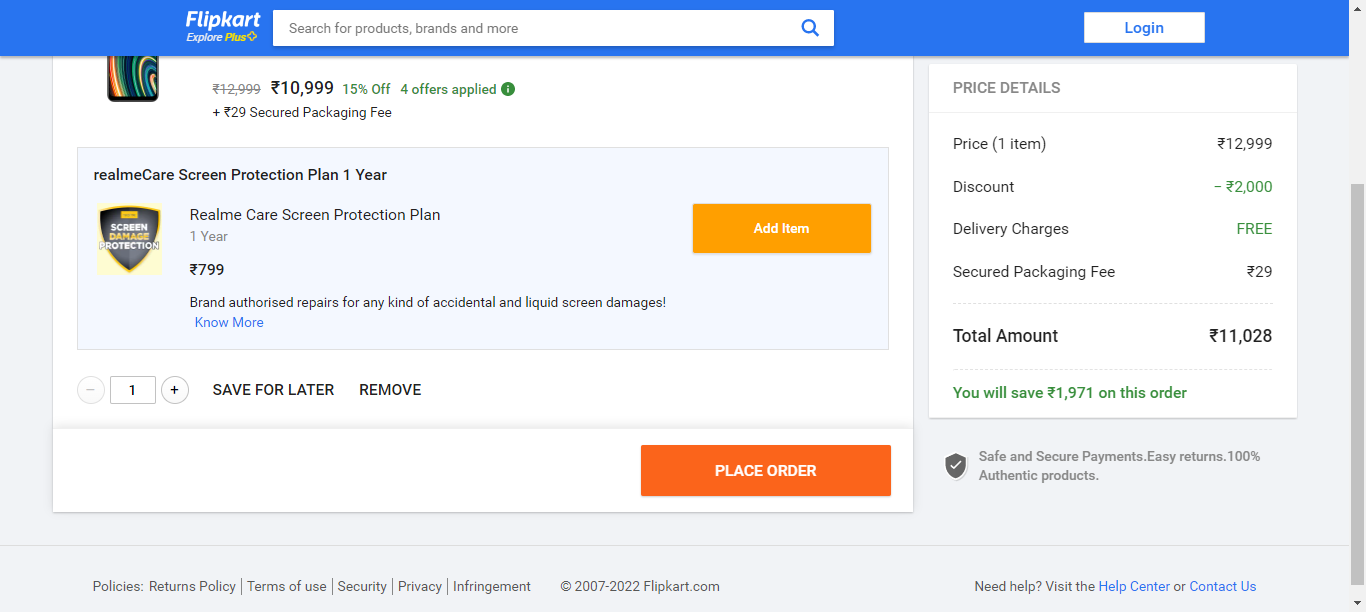 Flipkart
Explore Plus
Search for products, brands and more
Login
₹12,999 ₹10,999 15% Off 4 offers applied
+ ₹29 Secured Packaging Fee
realmeCare Screen Protection Plan 1 Year
SCREEN
DAMAGE
PROTECTION
Realme Care Screen Protection Plan
1 Year
₹799
Brand authorised repairs for any kind of accidental and liquid screen damages!
Know More
Add Item
− 1 + SAVE FOR LATER REMOVE
PLACE ORDER
PRICE DETAILS
Price (1 item) ₹12,999
Discount − ₹2,000
Delivery Charges FREE
Secured Packaging Fee ₹29
Total Amount ₹11,028
You will save ₹1,971 on this order
Safe and Secure Payments.Easy returns.100%
Authentic products.
Policies: Returns Policy | Terms of use | Security | Privacy | Infringement © 2007-2022 Flipkart.com Need help? Visit the Help Center or Contact Us